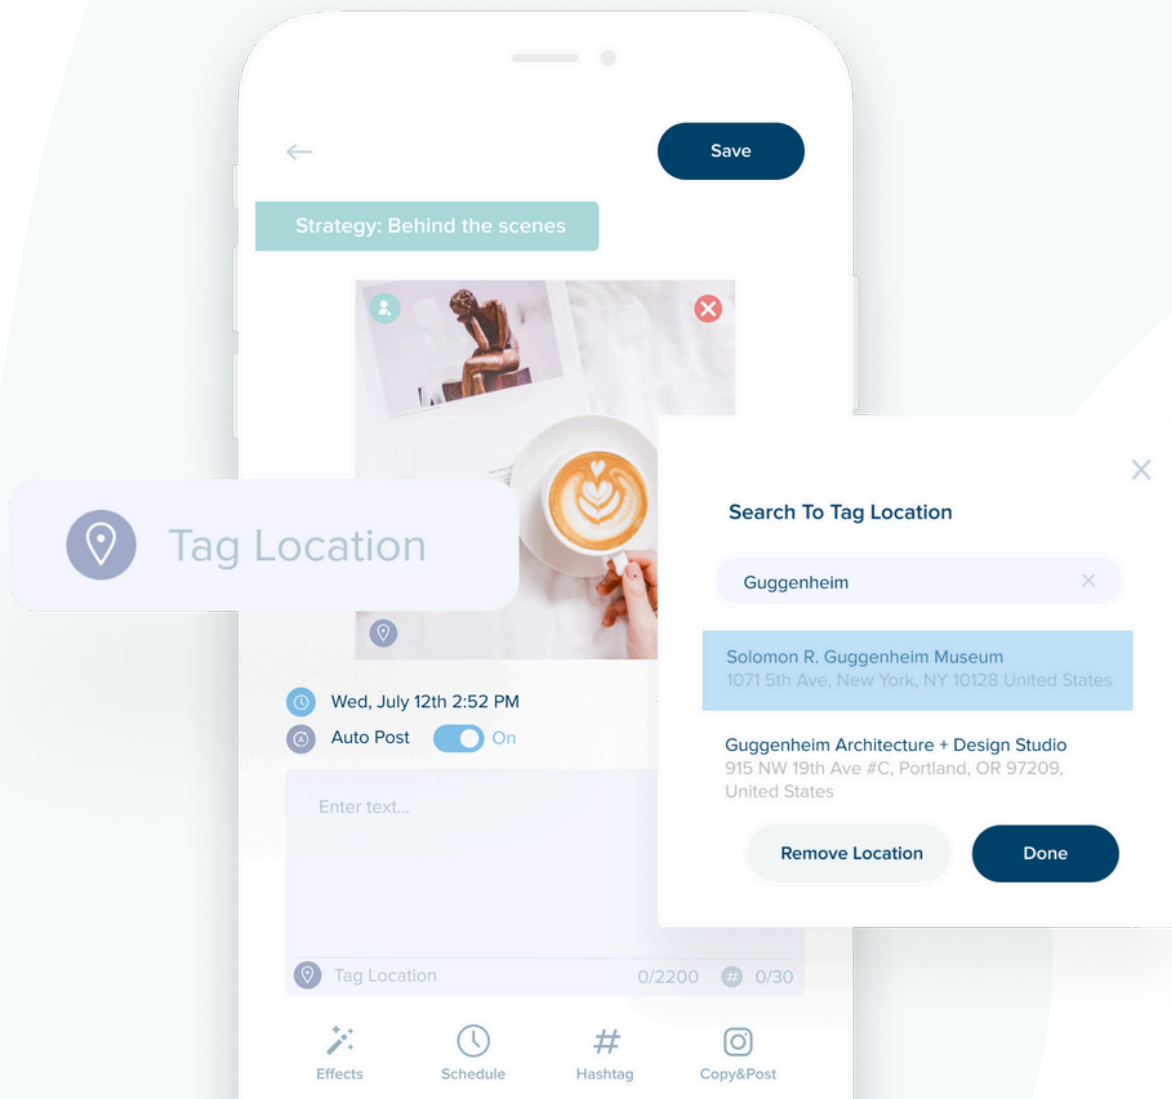 Save
Strategy: Behind the scenes
Tag Location
Search To Tag Location
Guggenheim
Solomon R. Guggenheim Museum
1071 5th Ave, New York, NY 10128 United States
Guggenheim Architecture + Design Studio
915 NW 19th Ave #C, Portland, OR 97209,
United States
Remove Location
Done
Wed, July 12th 2:52 PM
Auto Post On
Enter text...
Tag Location 0/2200 # 0/30
Effects Schedule Hashtag Copy&Post